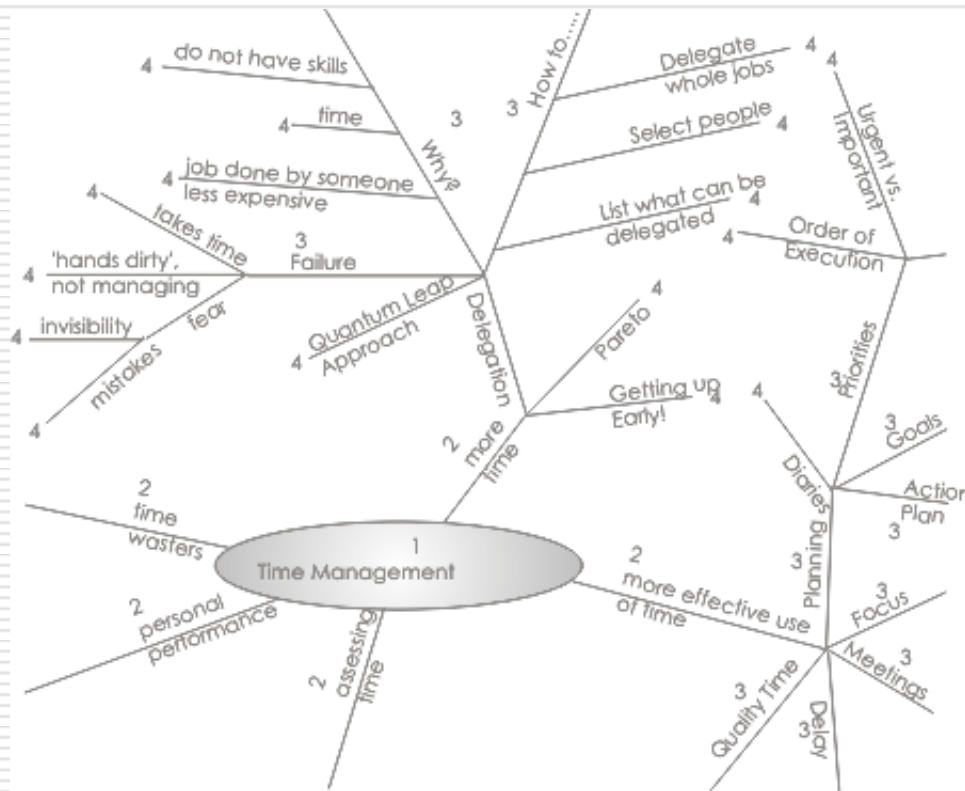 do not have skills
4
time
4
job done by someone
less expensive
4
Why?
3
How to.....
3
Delegate
whole jobs
4
Select people
4
List what can be
delegated
4
4
Urgent vs.
Important
Order of
Execution
4
takes time
4
3
Failure
'hands dirty',
not managing
4
invisibility
4
fear
mistakes
4
Quantum Leap
Approach
4
Delegation
Pareto
4
Getting up
Early!
4
2
more
time
Priorities
3
4
Diaries
3
Goals
Action
Plan
3
Planning
3
2
time
wasters
1
Time Management
2
personal
performance
2
assessing
time
2
more effective use
of time
3
Focus
3
Meetings
3
Quality Time
3
Delay